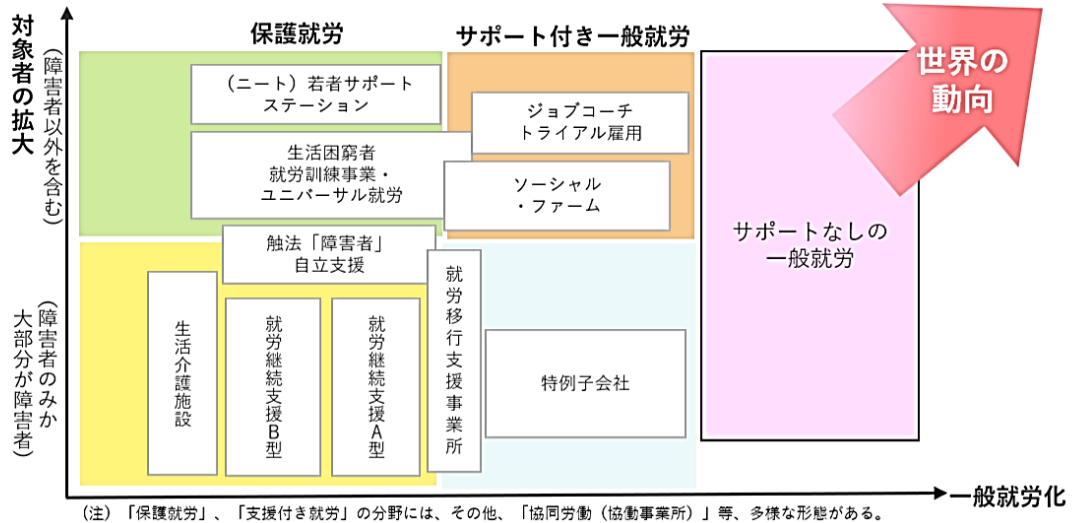 対象者の拡大
(障害者以外を含む)
(障害者のみか
大部分が障害者)
保護就労
サポート付き一般就労
世界の
動向
(ニート)若者サポート
ステーション
ジョブコーチ
トライアル雇用
生活困窮者
就労訓練事業・
ユニバーサル就労
ソーシャル
・ファーム
サポートなしの
一般就労
触法「障害者」
自立支援
生活介護施設
就労継続支援B型
就労継続支援A型
就労移行支援事業所
特例子会社
一般就労化
(注)「保護就労」、「支援付き就労」の分野には、その他、「協同労働(協働事業所)」等、多様な形態がある。